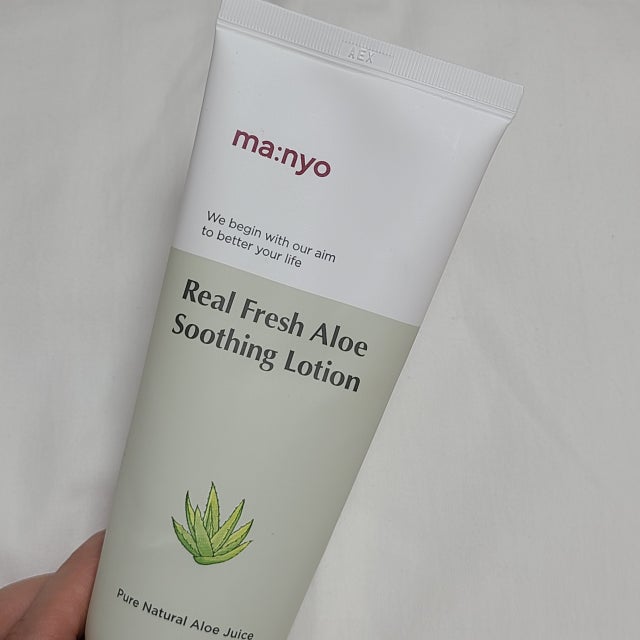 AEX
ma:nyo
We begin with our aim
to better your life
Real Fresh Aloe
Soothing Lotion
Pure Natural Aloe Juice